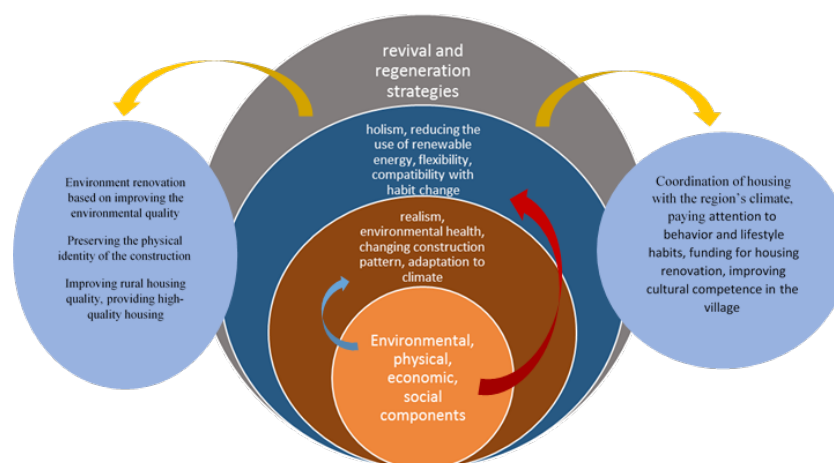 revival and
regeneration
strategies
holism, reducing the
use of renewable
energy, flexibility,
compatibility with
habit change
realism,
environmental health,
changing construction
pattern, adaptation to
climate
Environmental,
physical,
economic,
social
components
Environment renovation
based on improving the
environmental quality
Preserving the physical
identity of the construction
Improving rural housing
quality, providing high-
quality housing
Coordination of housing
with the region's climate,
paying attention to
behavior and lifestyle
habits, funding for housing
renovation, improving
cultural competence in the
village